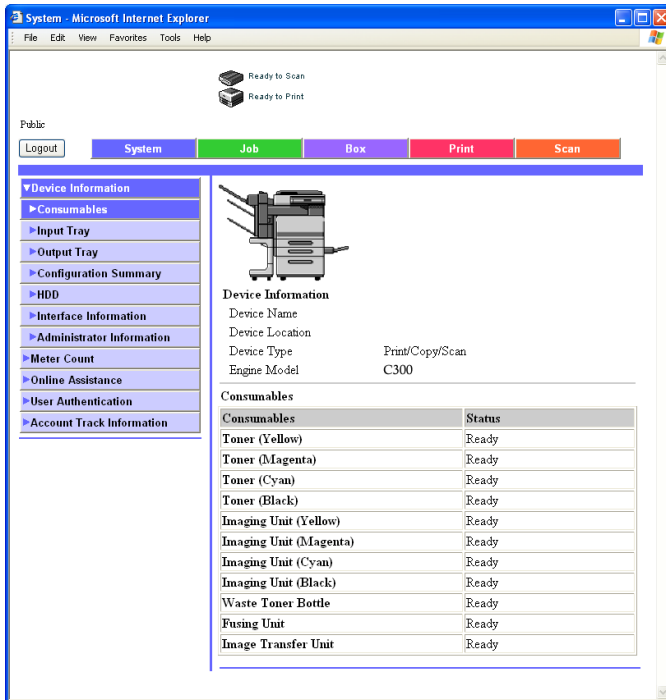 System - Microsoft Internet Explorer
File Edit View Favorites Tools Help
Ready to Scan
Ready to Print
Public
Logout System Job Box Print Scan
Device Information
Consumables
Input Tray
Output Tray
Configuration Summary
HDD
Interface Information
Administrator Information
Meter Count
Online Assistance
User Authentication
Account Track Information
Device Information
Device Name
Device Location
Device Type Print/Copy/Scan
Engine Model C300
Consumables
Consumables Status
Toner (Yellow) Ready
Toner (Magenta) Ready
Toner (Cyan) Ready
Toner (Black) Ready
Imaging Unit (Yellow) Ready
Imaging Unit (Magenta) Ready
Imaging Unit (Cyan) Ready
Imaging Unit (Black) Ready
Waste Toner Bottle Ready
Fusing Unit Ready
Image Transfer Unit Ready